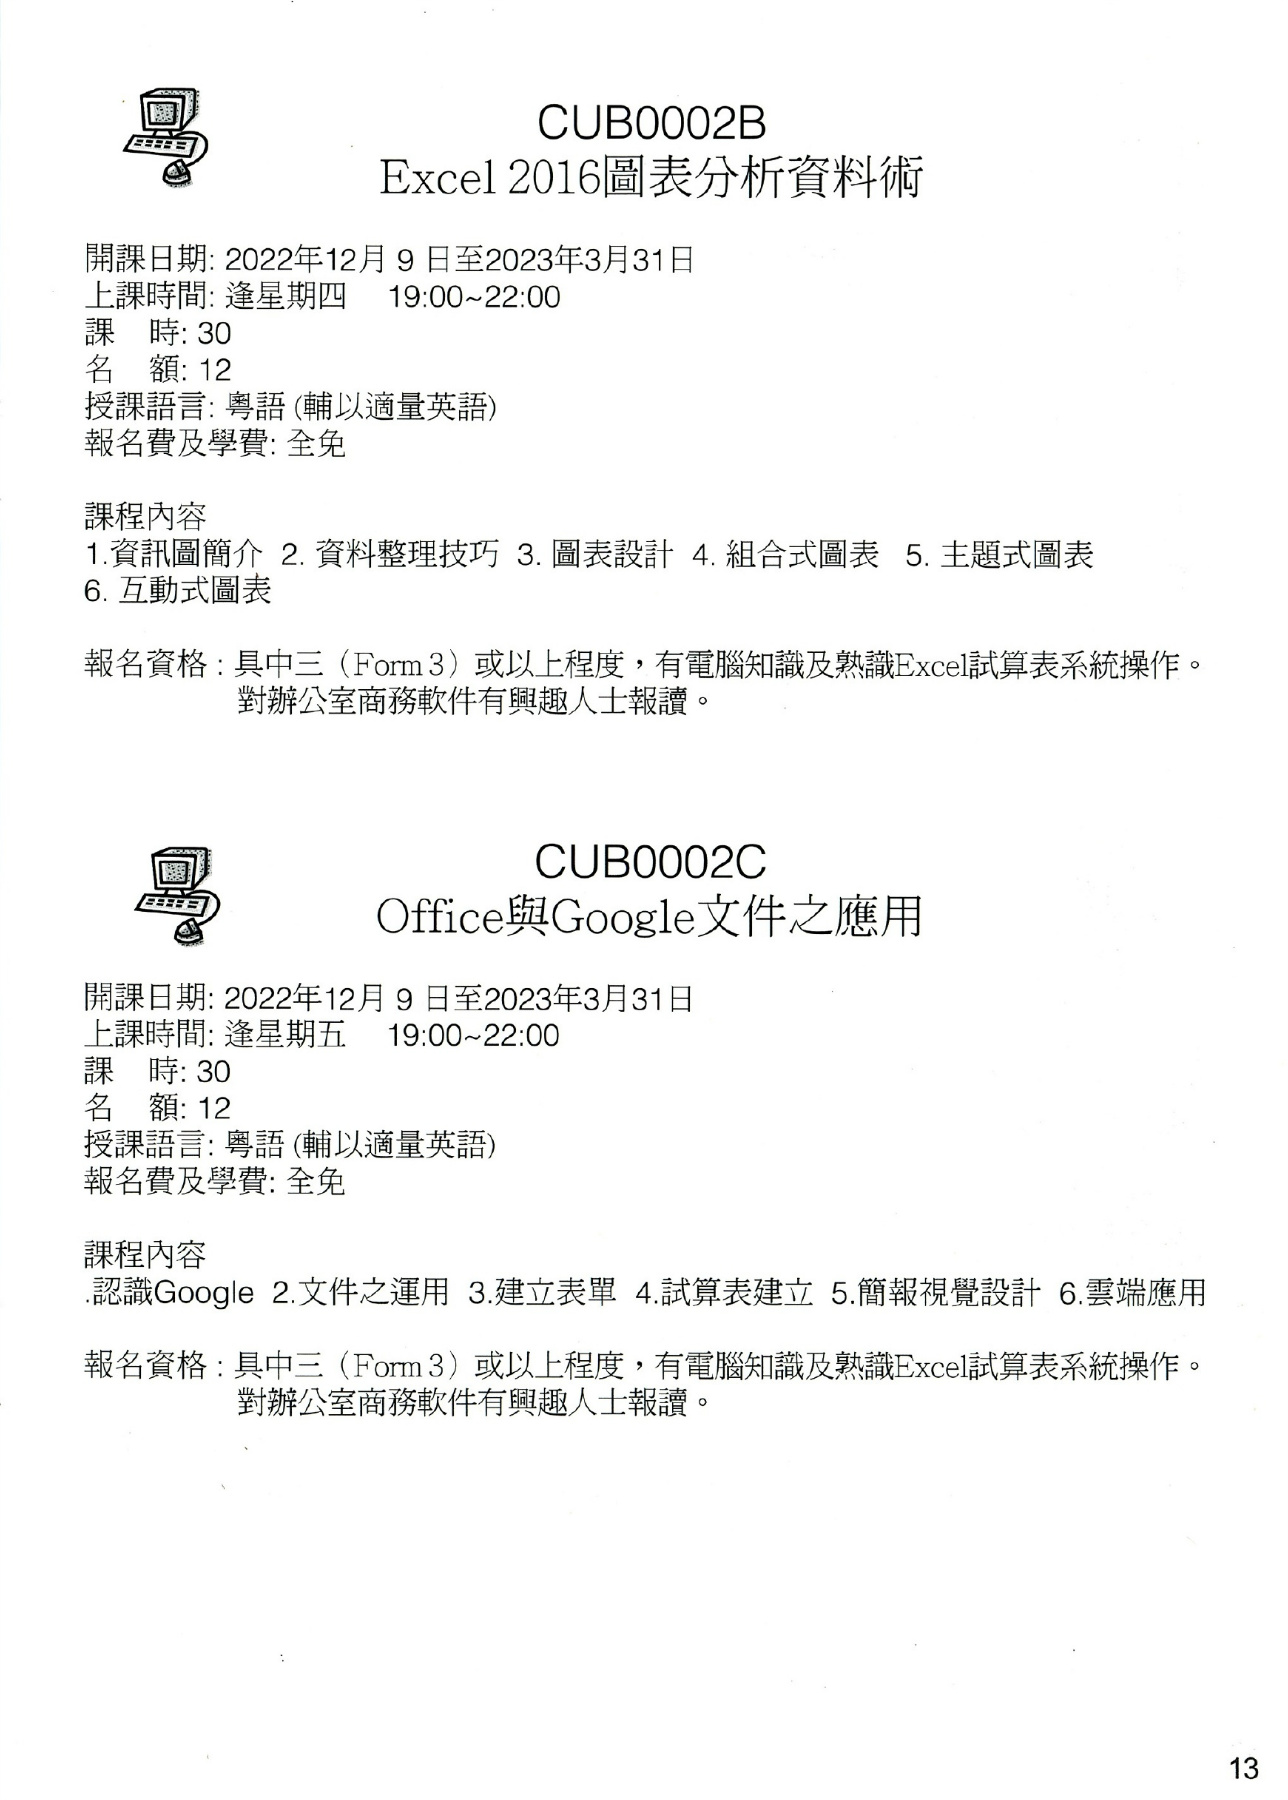 CUB0002B
Excel 2016圖表分析資料術
開課日期: 2022年12月 9 日至2023年3月31日
上課時間: 逢星期四 19:00~22:00
課 時: 30
名 額: 12
授課語言: 粵語 (輔以適量英語)
報名費及學費: 全免
課程內容
1.資訊圖簡介 2. 資料整理技巧 3. 圖表設計 4. 組合式圖表 5. 主題式圖表
6. 互動式圖表
報名資格 : 具中三（Form 3）或以上程度，有電腦知識及熟識Excel試算表系統操作。
對辦公室商務軟件有興趣人士報讀。
CUB0002C
Office與Google文件之應用
開課日期: 2022年12月 9 日至2023年3月31日
上課時間: 逢星期五 19:00~22:00
課 時: 30
名 額: 12
授課語言: 粵語 (輔以適量英語)
報名費及學費: 全免
課程內容
.認識Google 2.文件之運用 3.建立表單 4.試算表建立 5.簡報視覺設計 6.雲端應用
報名資格 : 具中三（Form 3）或以上程度，有電腦知識及熟識Excel試算表系統操作。
對辦公室商務軟件有興趣人士報讀。
13